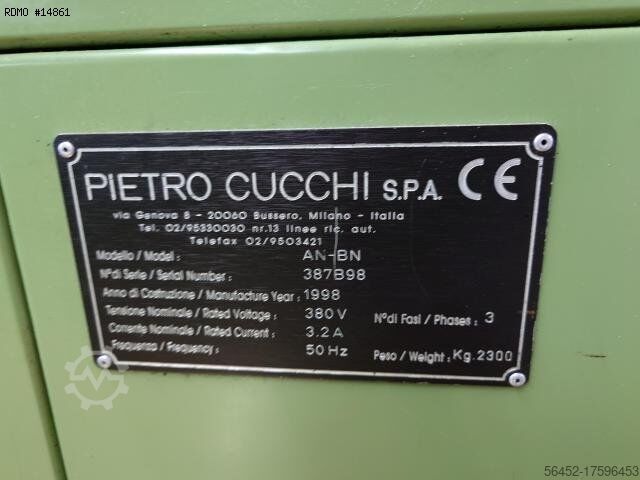 RDMO #14861
PIETRO CUCCHI S.P.A. CE
via Genova 8 - 20060 Bussero, Milano - Italia
Tel. 02/95330030 nr.13 linee ric. aut.
Telefax 02/9503421
Modello / Model : AN-BN
N°di Serie / Serial Number : 387B98
Anno di Costruzione / Manufacture Year : 1998
Tensione Nominale / Rated Voltage : 380 V N°di Fasi / Phases : 3
Corrente Nominale / Rated Current : 3.2 A
Frequenza / Frequency : 50 Hz Peso / Weight : Kg. 2300
56452-17596453